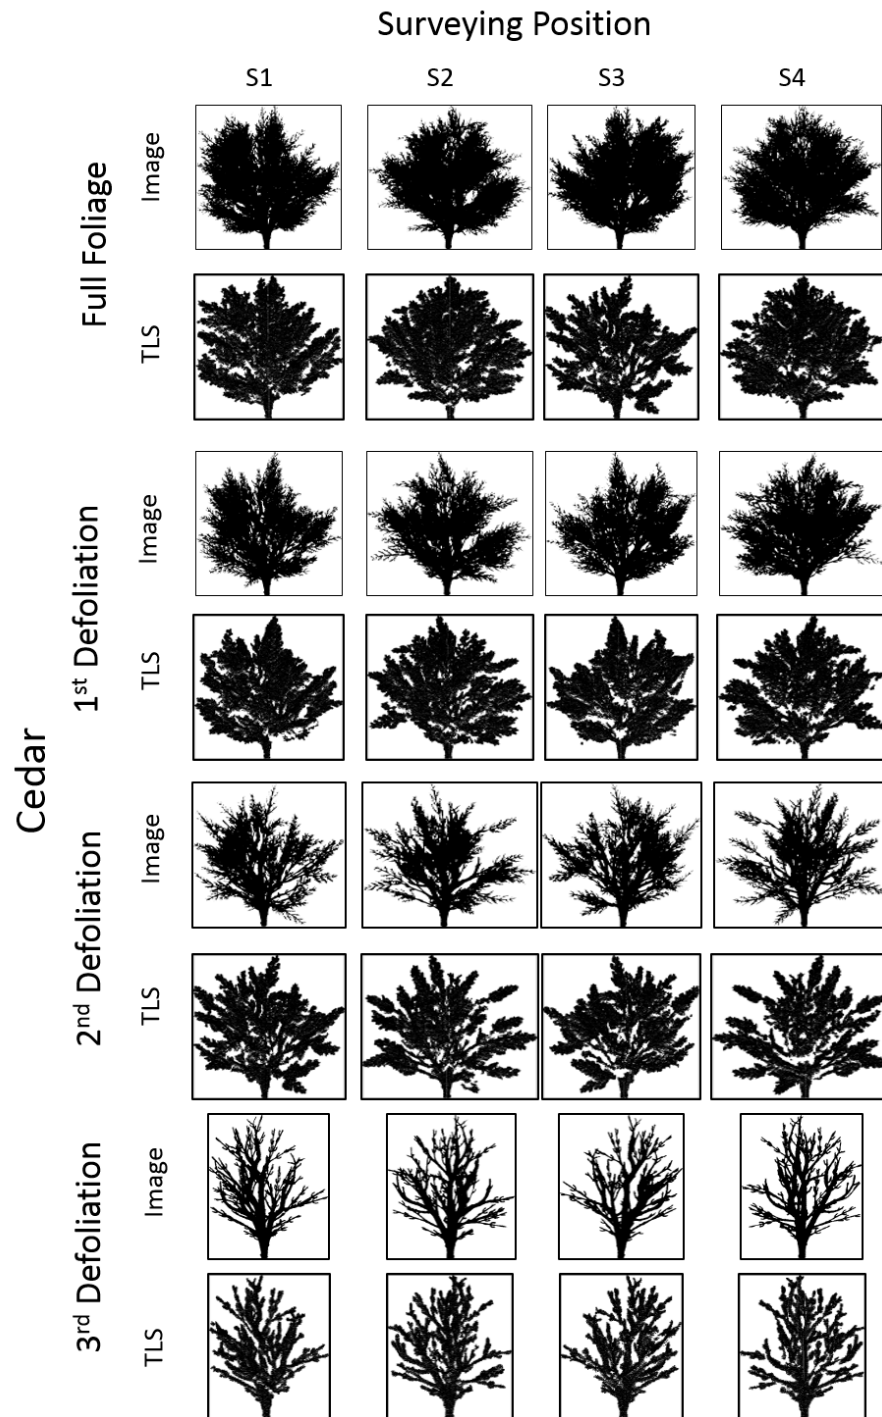 Surveying Position
S1 S2 S3 S4
Cedar
Full Foliage
Image
TLS
1st Defoliation
Image
TLS
2nd Defoliation
Image
TLS
3rd Defoliation
Image
TLS